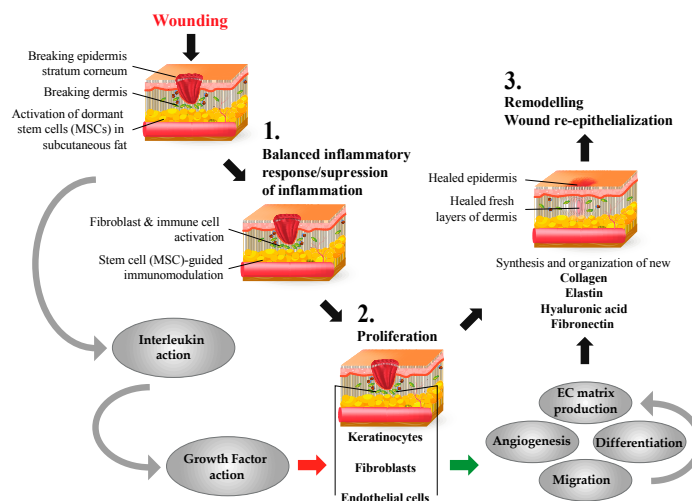 Wounding
Breaking epidermis
stratum corneum
Breaking dermis
Activation of dormant
stem cells (MSCs) in
subcutaneous fat
1.
Balanced inflammatory
response/supression
of inflammation
Fibroblast & immune cell
activation
Stem cell (MSC)-guided
immunomodulation
Interleukin
action
Growth Factor
action
2.
Proliferation
Keratinocytes
Fibroblasts
Endothelial cells
3.
Remodelling
Wound re-epithelialization
Healed epidermis
Healed fresh
layers of dermis
Synthesis and organization of new
Collagen
Elastin
Hyaluronic acid
Fibronectin
EC matrix
production
Angiogenesis
Differentiation
Migration